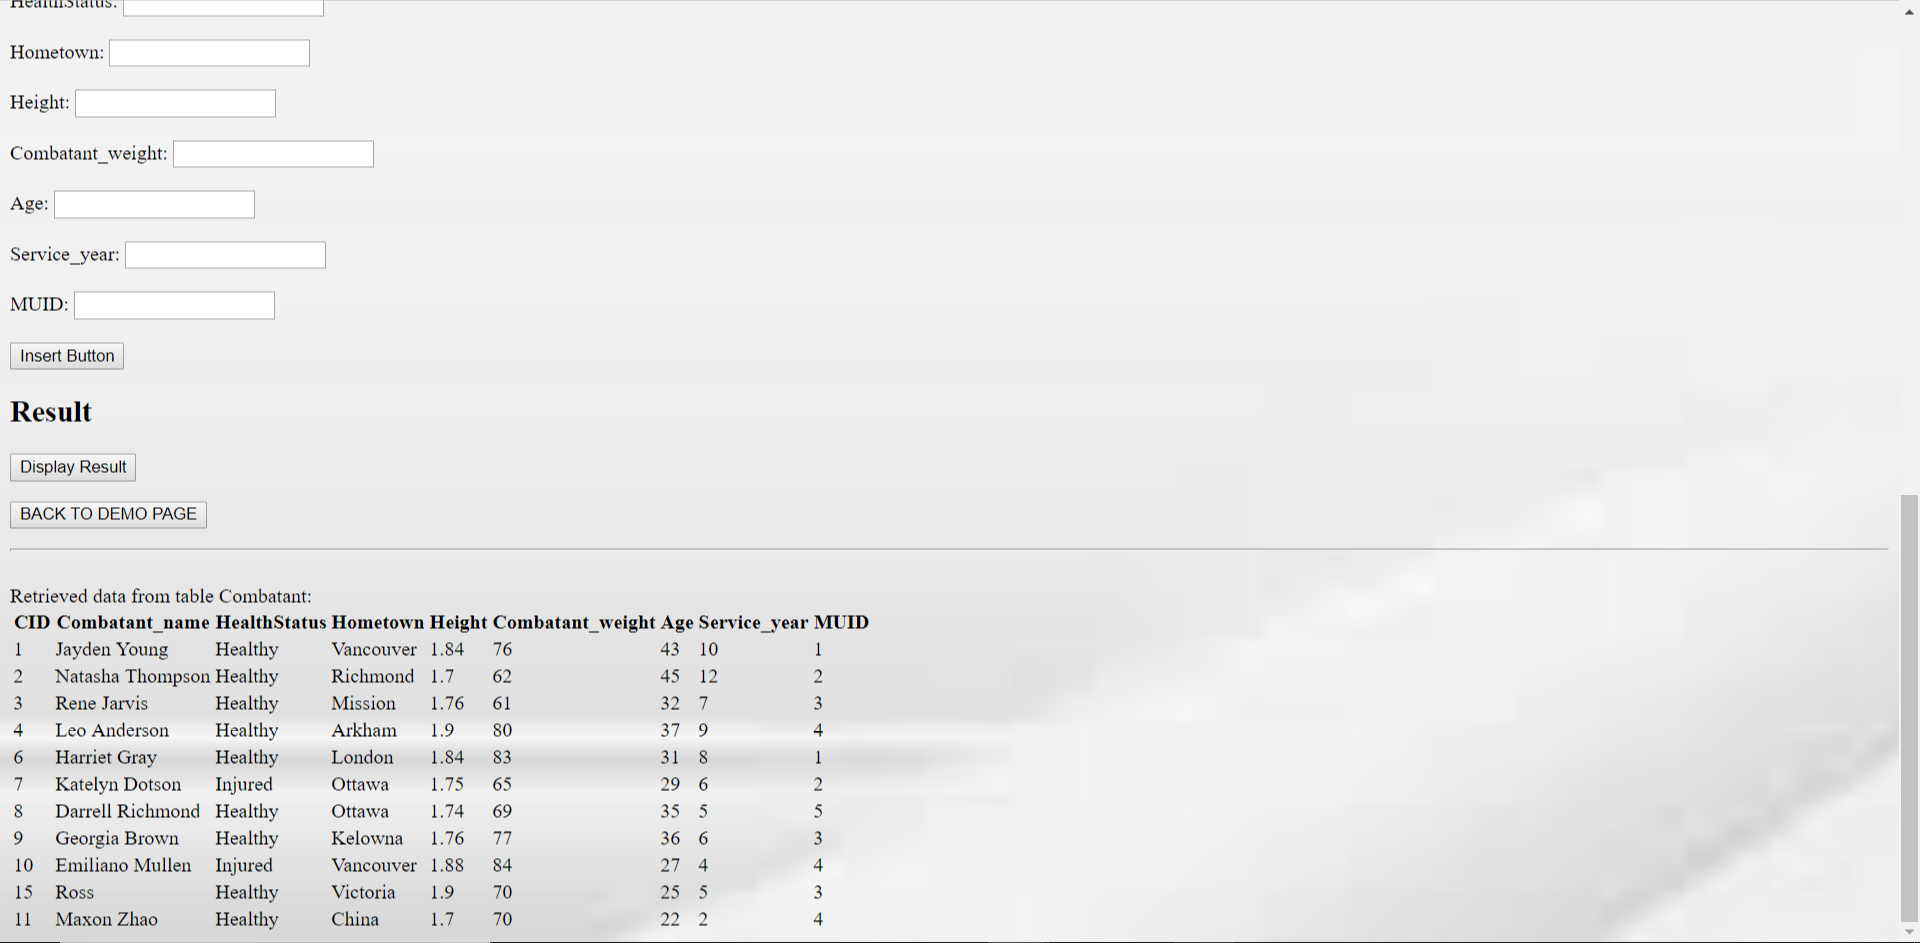 HealthStatus:
Hometown:
Height:
Combatant_weight:
Age:
Service_year:
MUID:
Insert Button
Result
Display Result
BACK TO DEMO PAGE
Retrieved data from table Combatant:
CID Combatant_name HealthStatus Hometown Height Combatant_weight Age Service_year MUID
1 Jayden Young Healthy Vancouver 1.84 76 43 10 1
2 Natasha Thompson Healthy Richmond 1.7 62 45 12 2
3 Rene Jarvis Healthy Mission 1.76 61 32 7 3
4 Leo Anderson Healthy Arkham 1.9 80 37 9 4
6 Harriet Gray Healthy London 1.84 83 31 8 1
7 Katelyn Dotson Injured Ottawa 1.75 65 29 6 2
8 Darrell Richmond Healthy Ottawa 1.74 69 35 5 5
9 Georgia Brown Healthy Kelowna 1.76 77 36 6 3
10 Emiliano Mullen Injured Vancouver 1.88 84 27 4 4
15 Ross Healthy Victoria 1.9 70 25 5 3
11 Maxon Zhao Healthy China 1.7 70 22 2 4